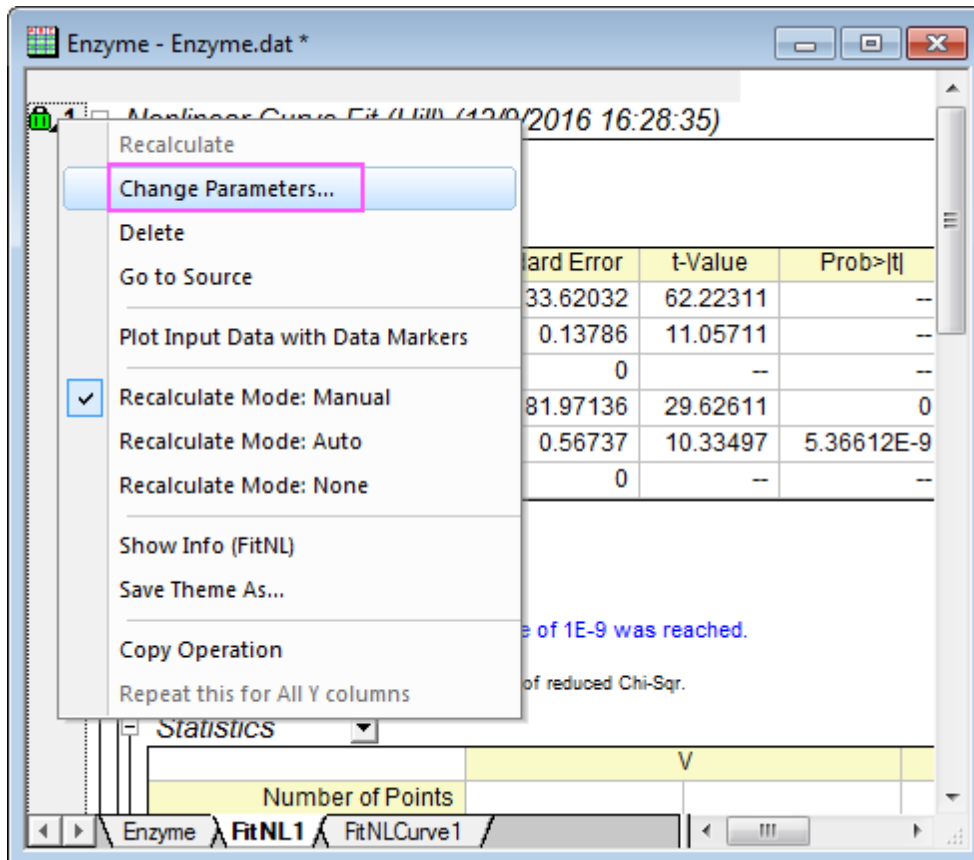 Enzyme - Enzyme.dat *
1 Nonlinear Curve Fit (Hill) (12/9/2016 16:28:35)
Recalculate
Change Parameters...
Delete
Go to Source
Plot Input Data with Data Markers
Recalculate Mode: Manual
Recalculate Mode: Auto
Recalculate Mode: None
Show Info (FitNL)
Save Theme As...
Copy Operation
Repeat this for All Y columns
Error t-Value Prob>|t|
33.62032 62.22311 --
0.13786 11.05711 --
0 -- --
81.97136 29.62611 0
0.56737 10.33497 5.36612E-9
0 -- --
of 1E-9 was reached.
of reduced Chi-Sqr.
Statistics
V
Number of Points
Enzyme FitNL1 FitNLCurve1